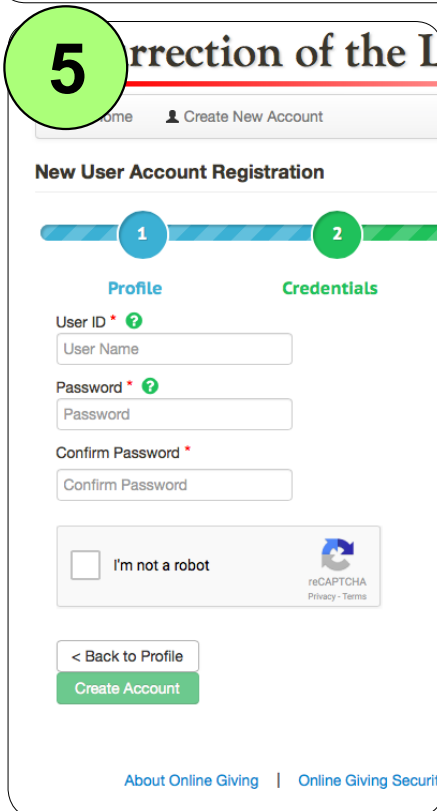 5
rrection of the L
ome Create New Account
New User Account Registration
1 2
Profile Credentials
User ID *
User Name
Password *
Password
Confirm Password *
Confirm Password
I'm not a robot
reCAPTCHA
Privacy - Terms
< Back to Profile
Create Account
About Online Giving | Online Giving Securit